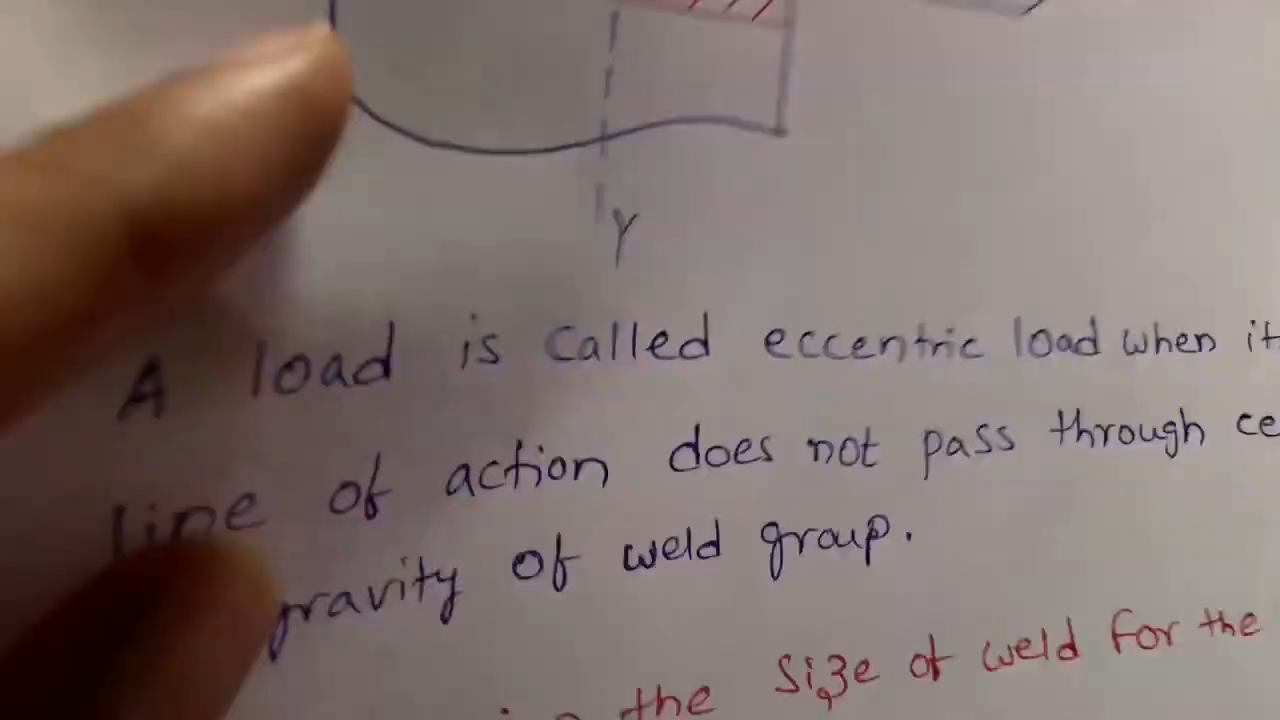 Y
A load is called eccentric load when it
line of action does not pass through ce
gravity of weld group.
the size of weld for the